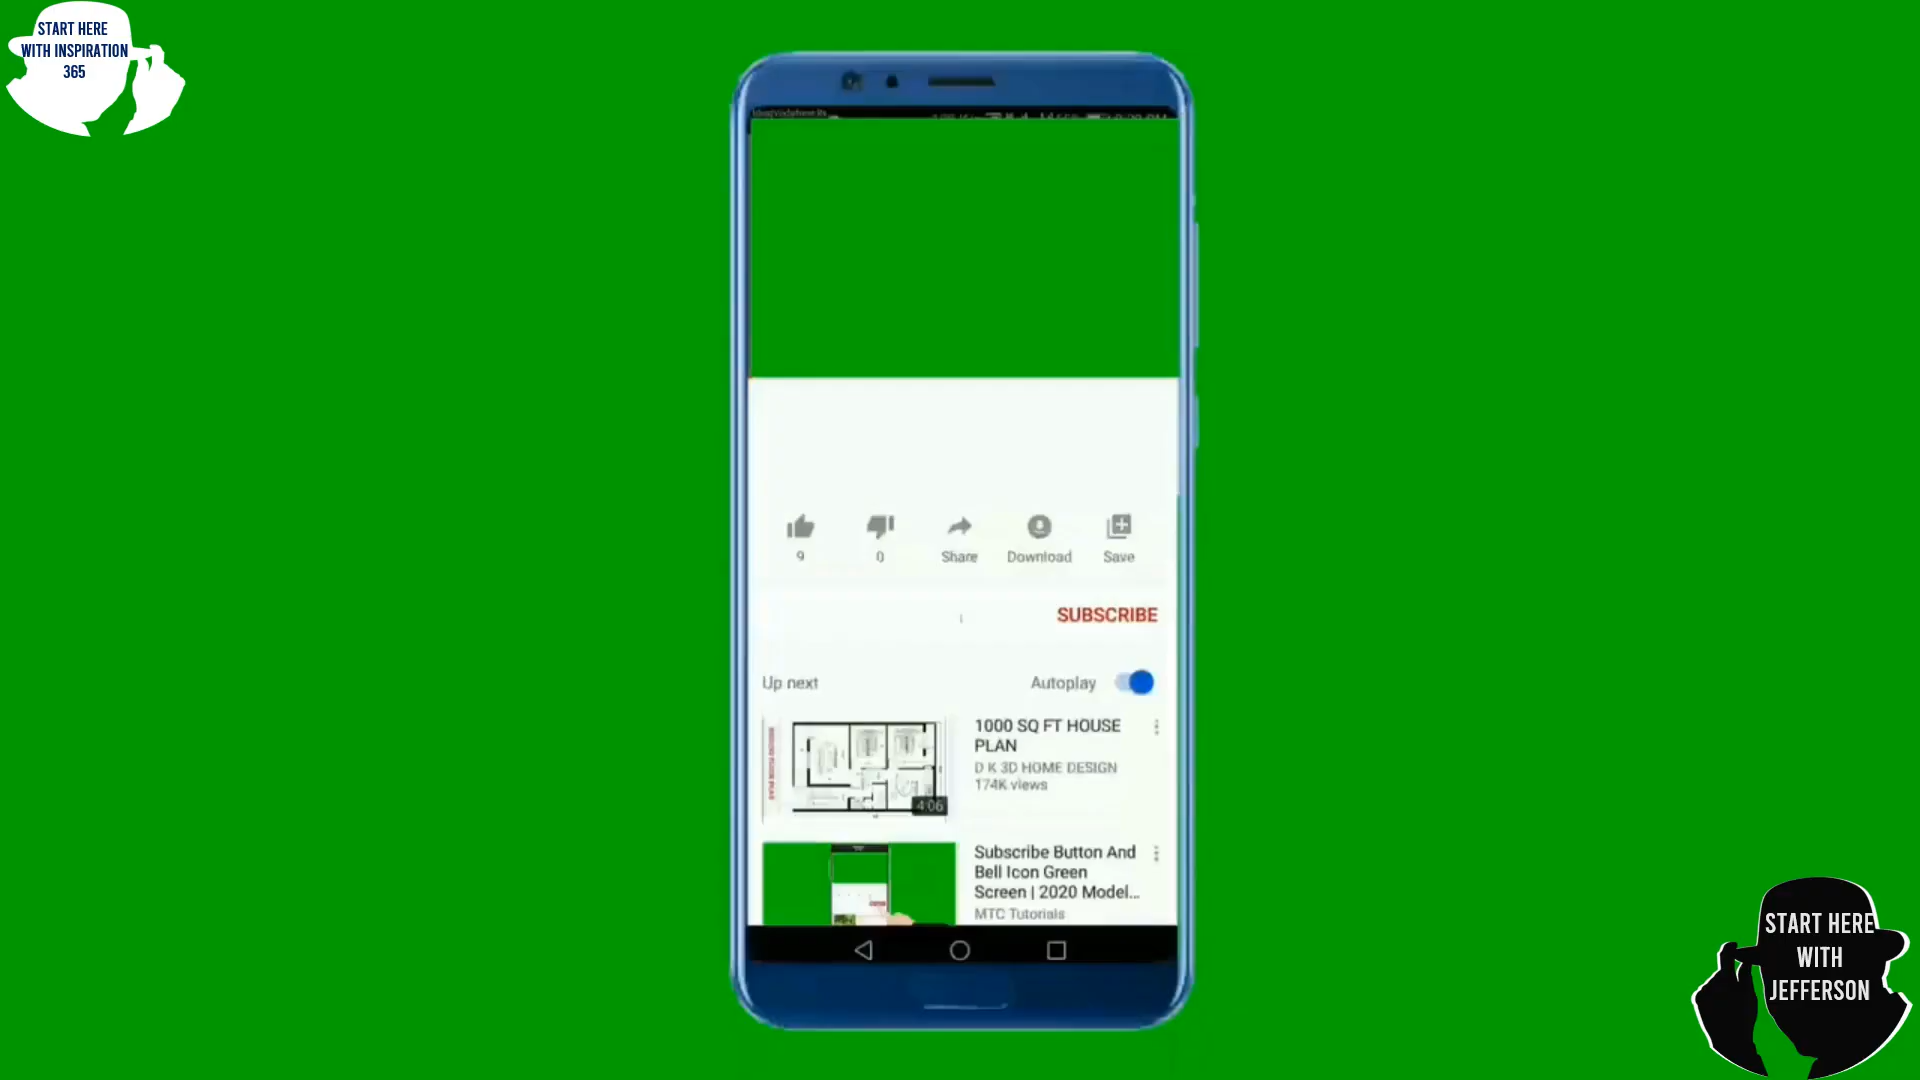 START HERE
WITH INSPIRATION
365
9
0
Share
Download
Save
SUBSCRIBE
Up next
Autoplay
1000 SQ FT HOUSE
PLAN
D K 3D HOME DESIGN
174K views
4:06
Subscribe Button And
Bell Icon Green
Screen | 2020 Model...
MTC Tutorials
START HERE
WITH
JEFFERSON